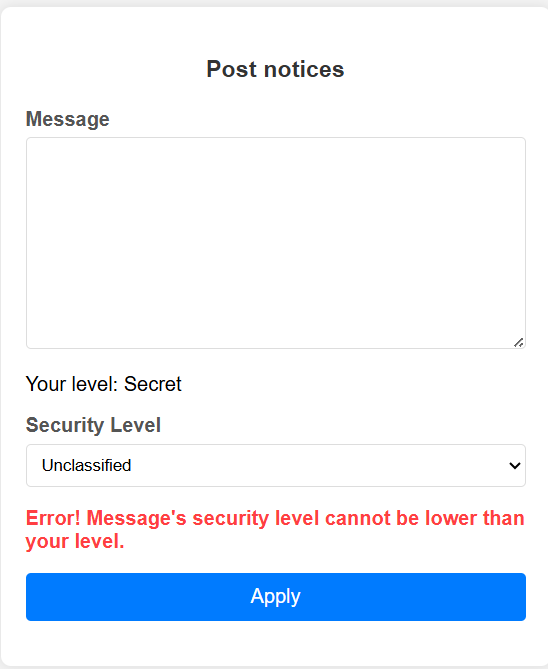 Post notices
Message
Your level: Secret
Security Level
Unclassified
Error! Message's security level cannot be lower than
your level.
Apply